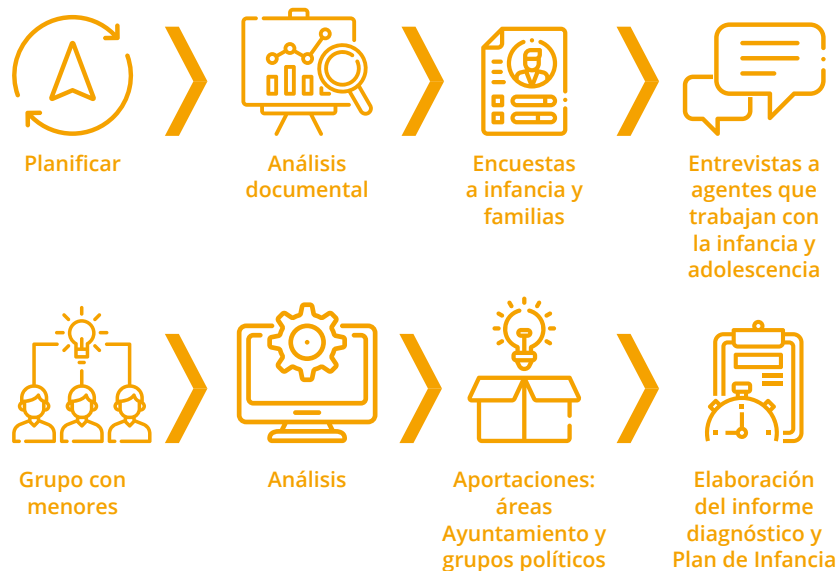 Planificar
Análisis
documental
Encuestas
a infancia y
familias
Entrevistas a
agentes que
trabajan con
la infancia y
adolescencia
Grupo con
menores
Análisis
Aportaciones:
áreas
Ayuntamiento y
grupos políticos
Elaboración
del informe
diagnóstico y
Plan de Infancia